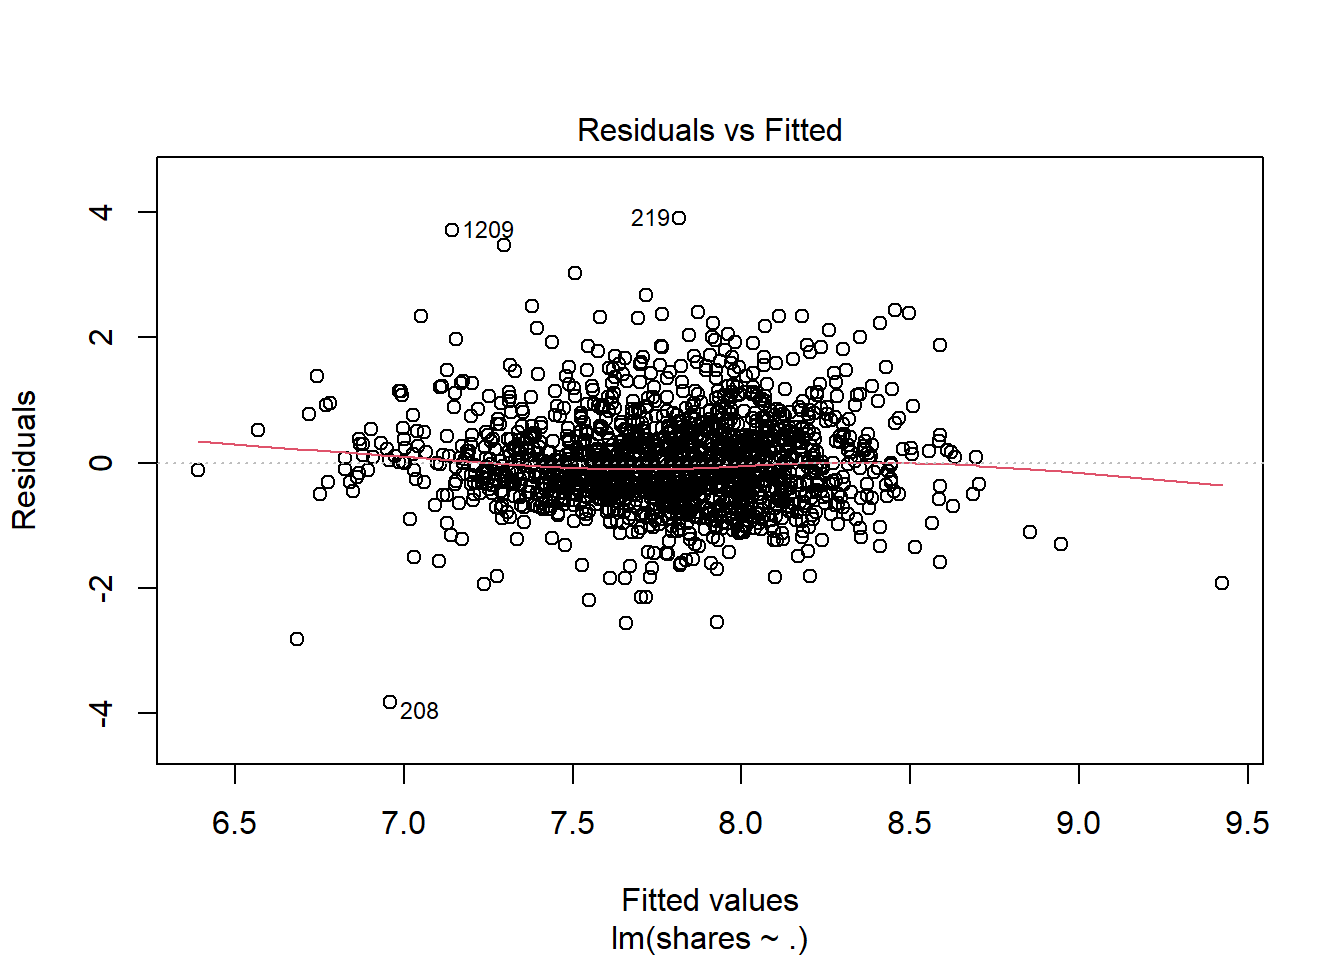 Residuals vs Fitted
Residuals
4
2
0
-2
-4
219
1209
208
6.5 7.0 7.5 8.0 8.5 9.0 9.5
Fitted values
lm(shares ~ .)